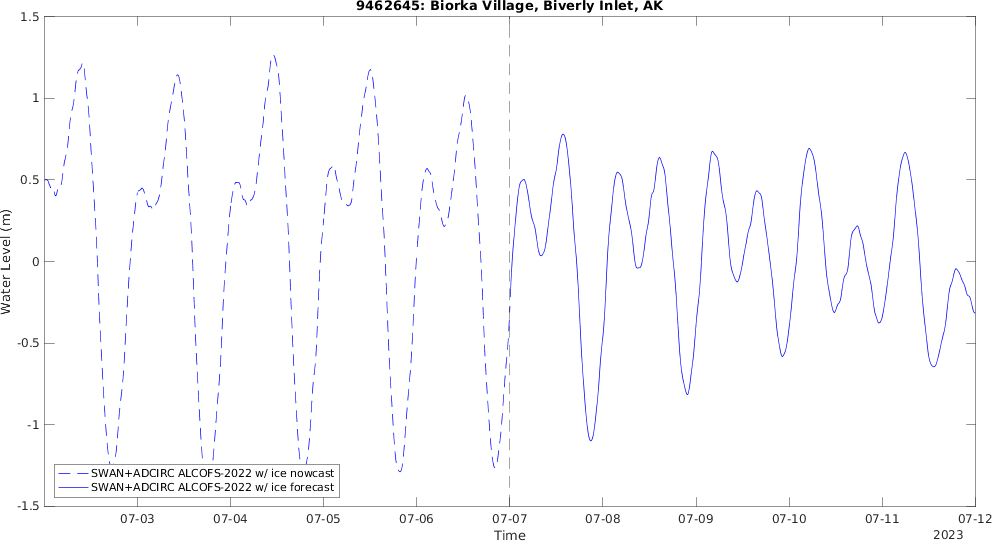 9462645: Biorka Village, Biverly Inlet, AK
Water Level (m)
1.5
1
0.5
0
-0.5
-1
-1.5
SWAN+ADCIRC ALCOFS-2022 w/ ice nowcast
SWAN+ADCIRC ALCOFS-2022 w/ ice forecast
07-03 07-04 07-05 07-06 07-07 07-08 07-09 07-10 07-11 07-12
Time
2023